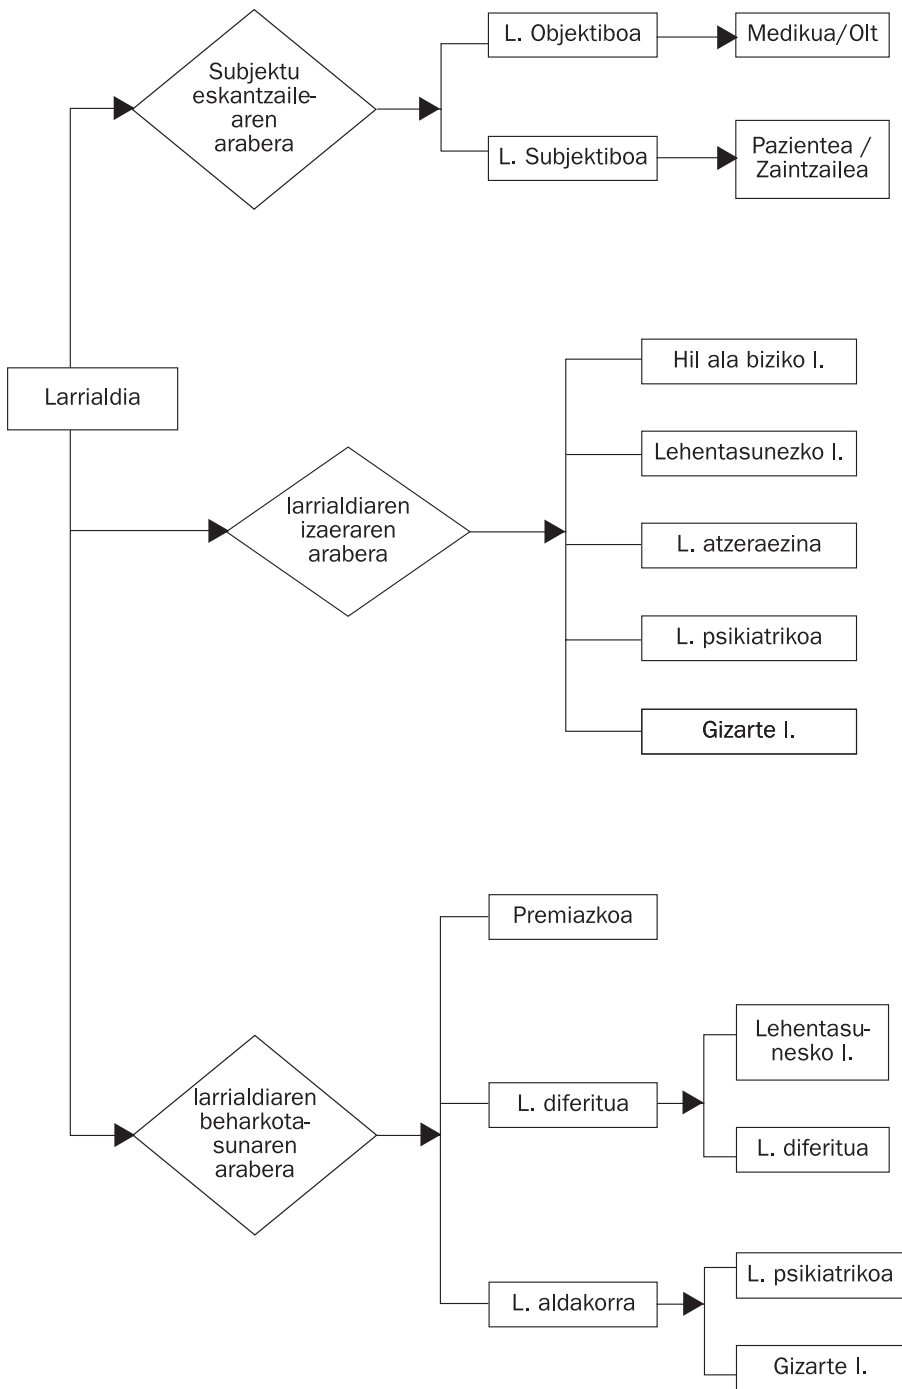 Subjektu
eskantzaile-
aren
arabera
L. Objektiboa
Medikua/Olt
L. Subjektiboa
Pazientea /
Zaintzailea
Larrialdia
larrialdiaren
izaeraren
arabera
Hil ala biziko l.
Lehentasunezko l.
L. atzeraezina
L. psikiatrikoa
Gizarte l.
larrialdiaren
beharkota-
sunaren
arabera
Premiazkoa
L. diferitua
Lehentasu-
nesko l.
L. diferitua
L. aldakorra
L. psikiatrikoa
Gizarte l.